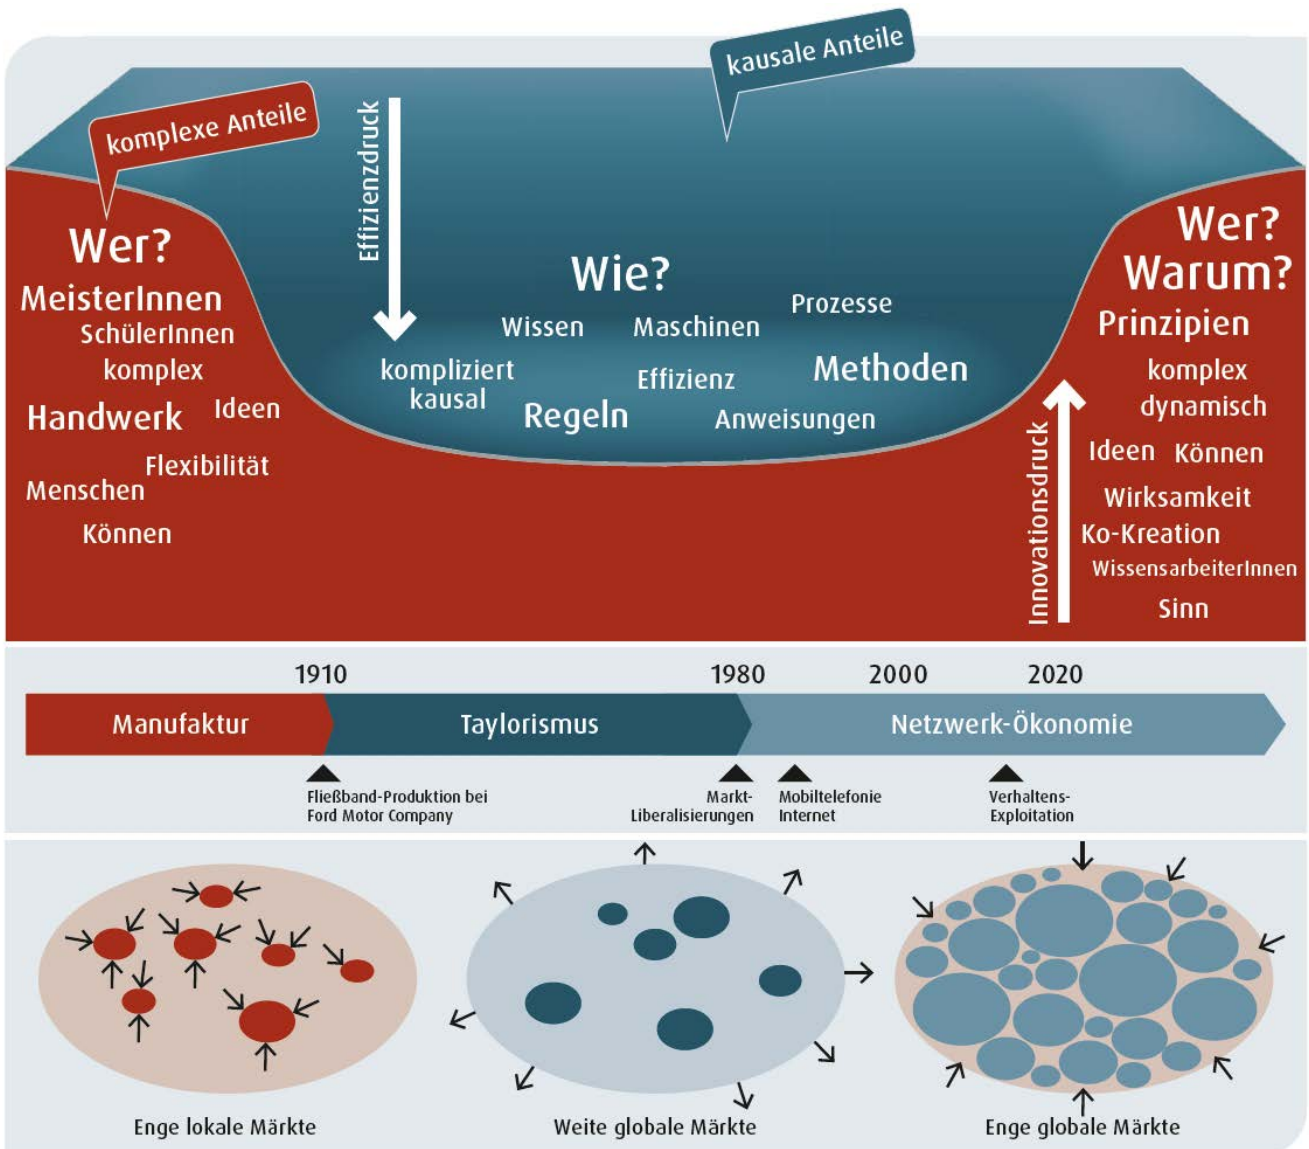 kausale Anteile
komplexe Anteile
Effizienzdruck
Wer?
MeisterInnen
SchülerInnen
komplex
Handwerk
Ideen
Flexibilität
Menschen
Können
Wie?
Prozesse
Wissen
Maschinen
kompliziert
kausal
Effizienz
Methoden
Regeln
Anweisungen
Wer?
Warum?
Prinzipien
komplex
dynamisch
Ideen
Können
Wirksamkeit
Ko-Kreation
WissensarbeiterInnen
Sinn
Innovationsdruck
1910
1980
2000
2020
Manufaktur
Taylorismus
Netzwerk-Ökonomie
Fließband-Produktion bei
Ford Motor Company
Markt-
Liberalisierungen
Mobiltelefonie
Internet
Verhaltens-
Exploitation
Enge lokale Märkte
Weite globale Märkte
Enge globale Märkte